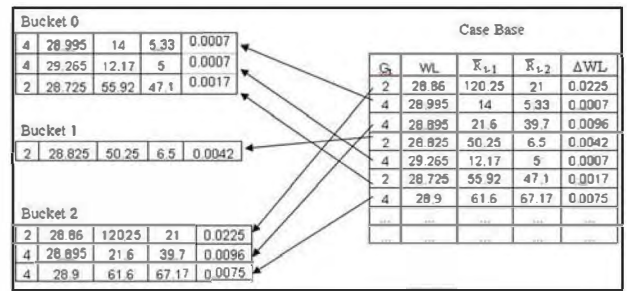 Bucket 0
4 28.995 14 5.33 0.0007
4 29.265 12.17 5 0.0007
2 28.725 55.92 47.1 0.0017
Bucket 1
2 28.825 50.25 6.5 0.0042
Bucket 2
2 28.86 12025 21 0.0225
4 28.895 21.6 39.7 0.0096
4 28.9 61.6 67.17 0.0075
Case Base
Gt WL R̅t-1 R̅t-2 ΔWL
2 28.86 120.25 21 0.0225
4 28.995 14 5.33 0.0007
4 28.895 21.6 39.7 0.0096
2 28.825 50.25 6.5 0.0042
4 29.265 12.17 5 0.0007
2 28.725 55.92 47.1 0.0017
4 28.9 61.6 67.17 0.0075
... ... ... ... ...
... ... ... ... ...